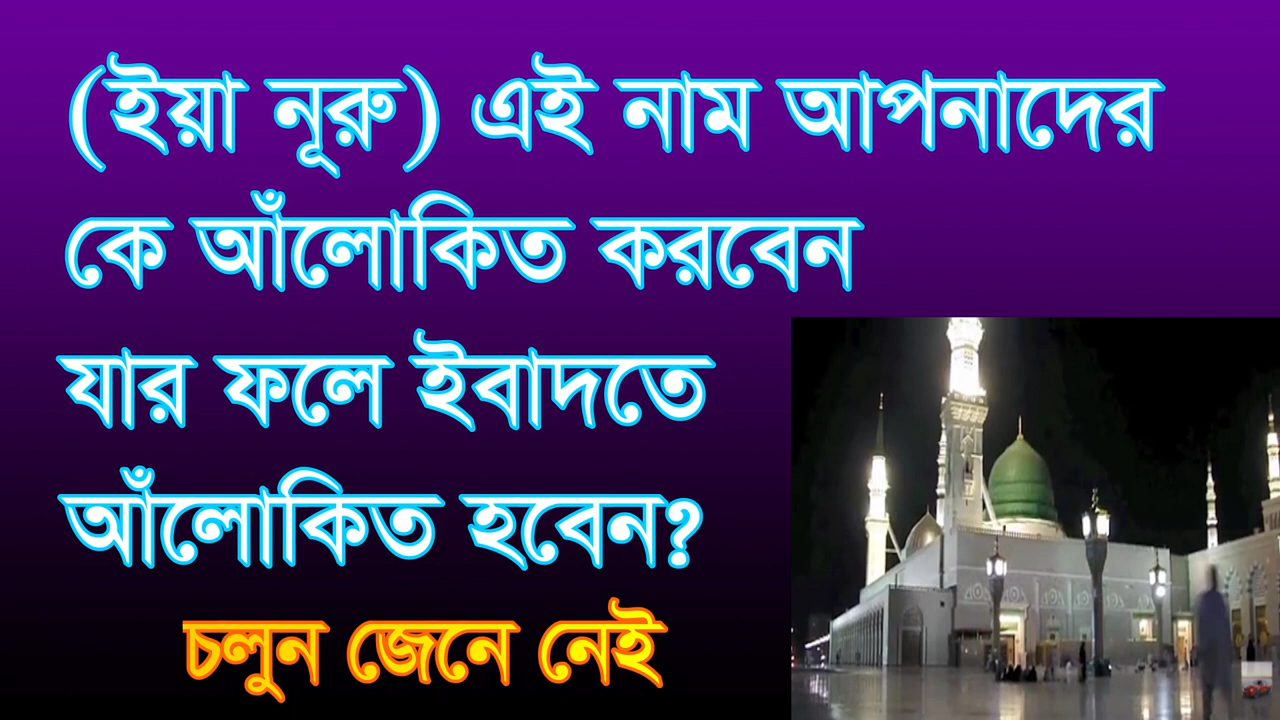 (ইয়া নূরু) এই নাম আপনাদের
কে আঁলোকিত করবেন
যার ফলে ইবাদতে
আঁলোকিত হবেন?
চলুন জেনে নেই